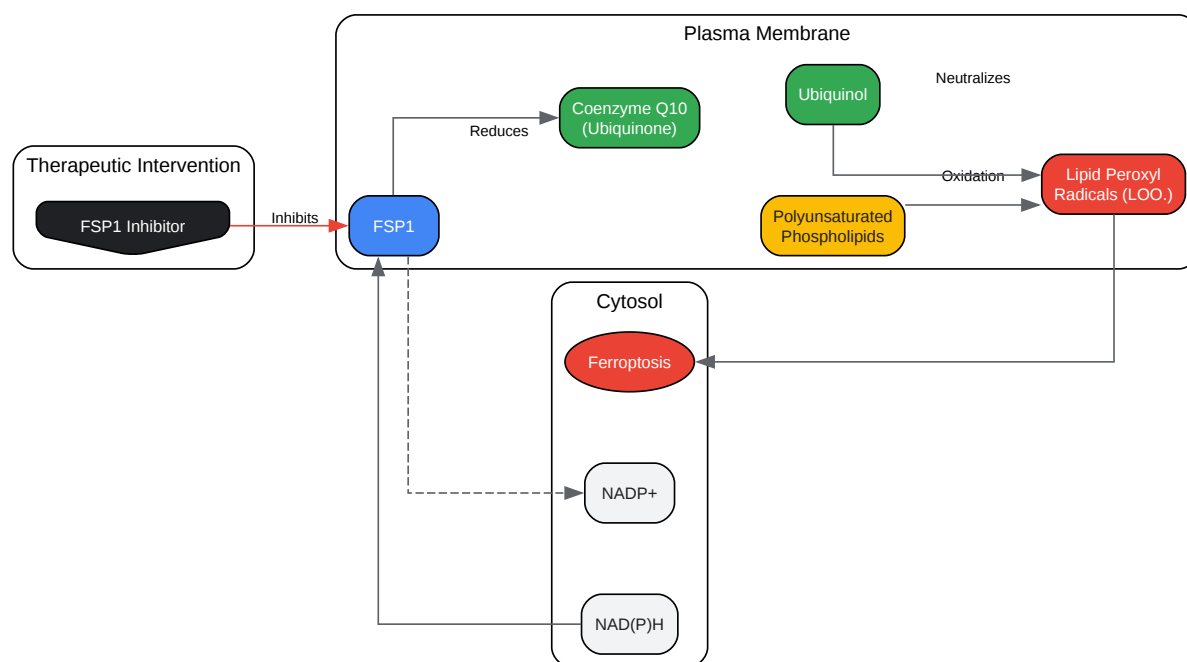 Plasma Membrane
Neutralizes
Ubiquinol
Coenzyme Q10
(Ubiquinone)
Reduces
Therapeutic Intervention
Oxidation
Lipid Peroxyl
Radicals (LOO.)
FSP1 Inhibitor
Inhibits
FSP1
Polyunsaturated
Phospholipids
Cytosol
Ferroptosis
NADP+
NAD(P)H